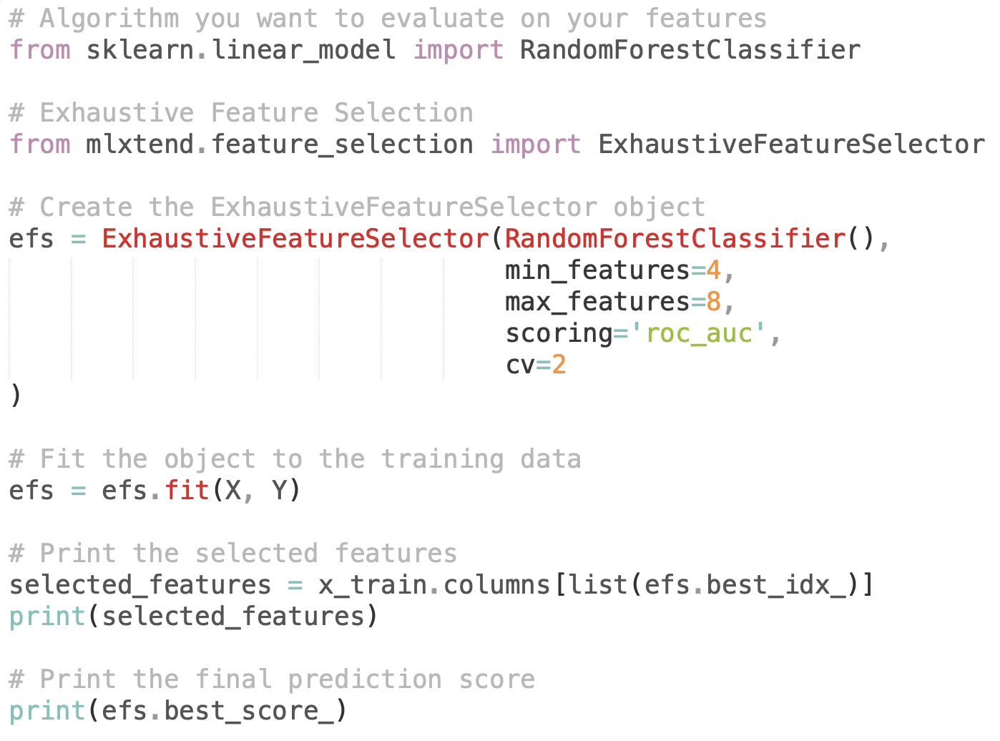 # Algorithm you want to evaluate on your features
from sklearn.linear_model import RandomForestClassifier
# Exhaustive Feature Selection
from mlxtend.feature_selection import ExhaustiveFeatureSelector
# Create the ExhaustiveFeatureSelector object
efs = ExhaustiveFeatureSelector(RandomForestClassifier(),
min_features=4,
max_features=8,
scoring='roc_auc',
cv=2
)
# Fit the object to the training data
efs = efs.fit(X, Y)
# Print the selected features
selected_features = x_train.columns[list(efs.best_idx_)]
print(selected_features)
# Print the final prediction score
print(efs.best_score_)